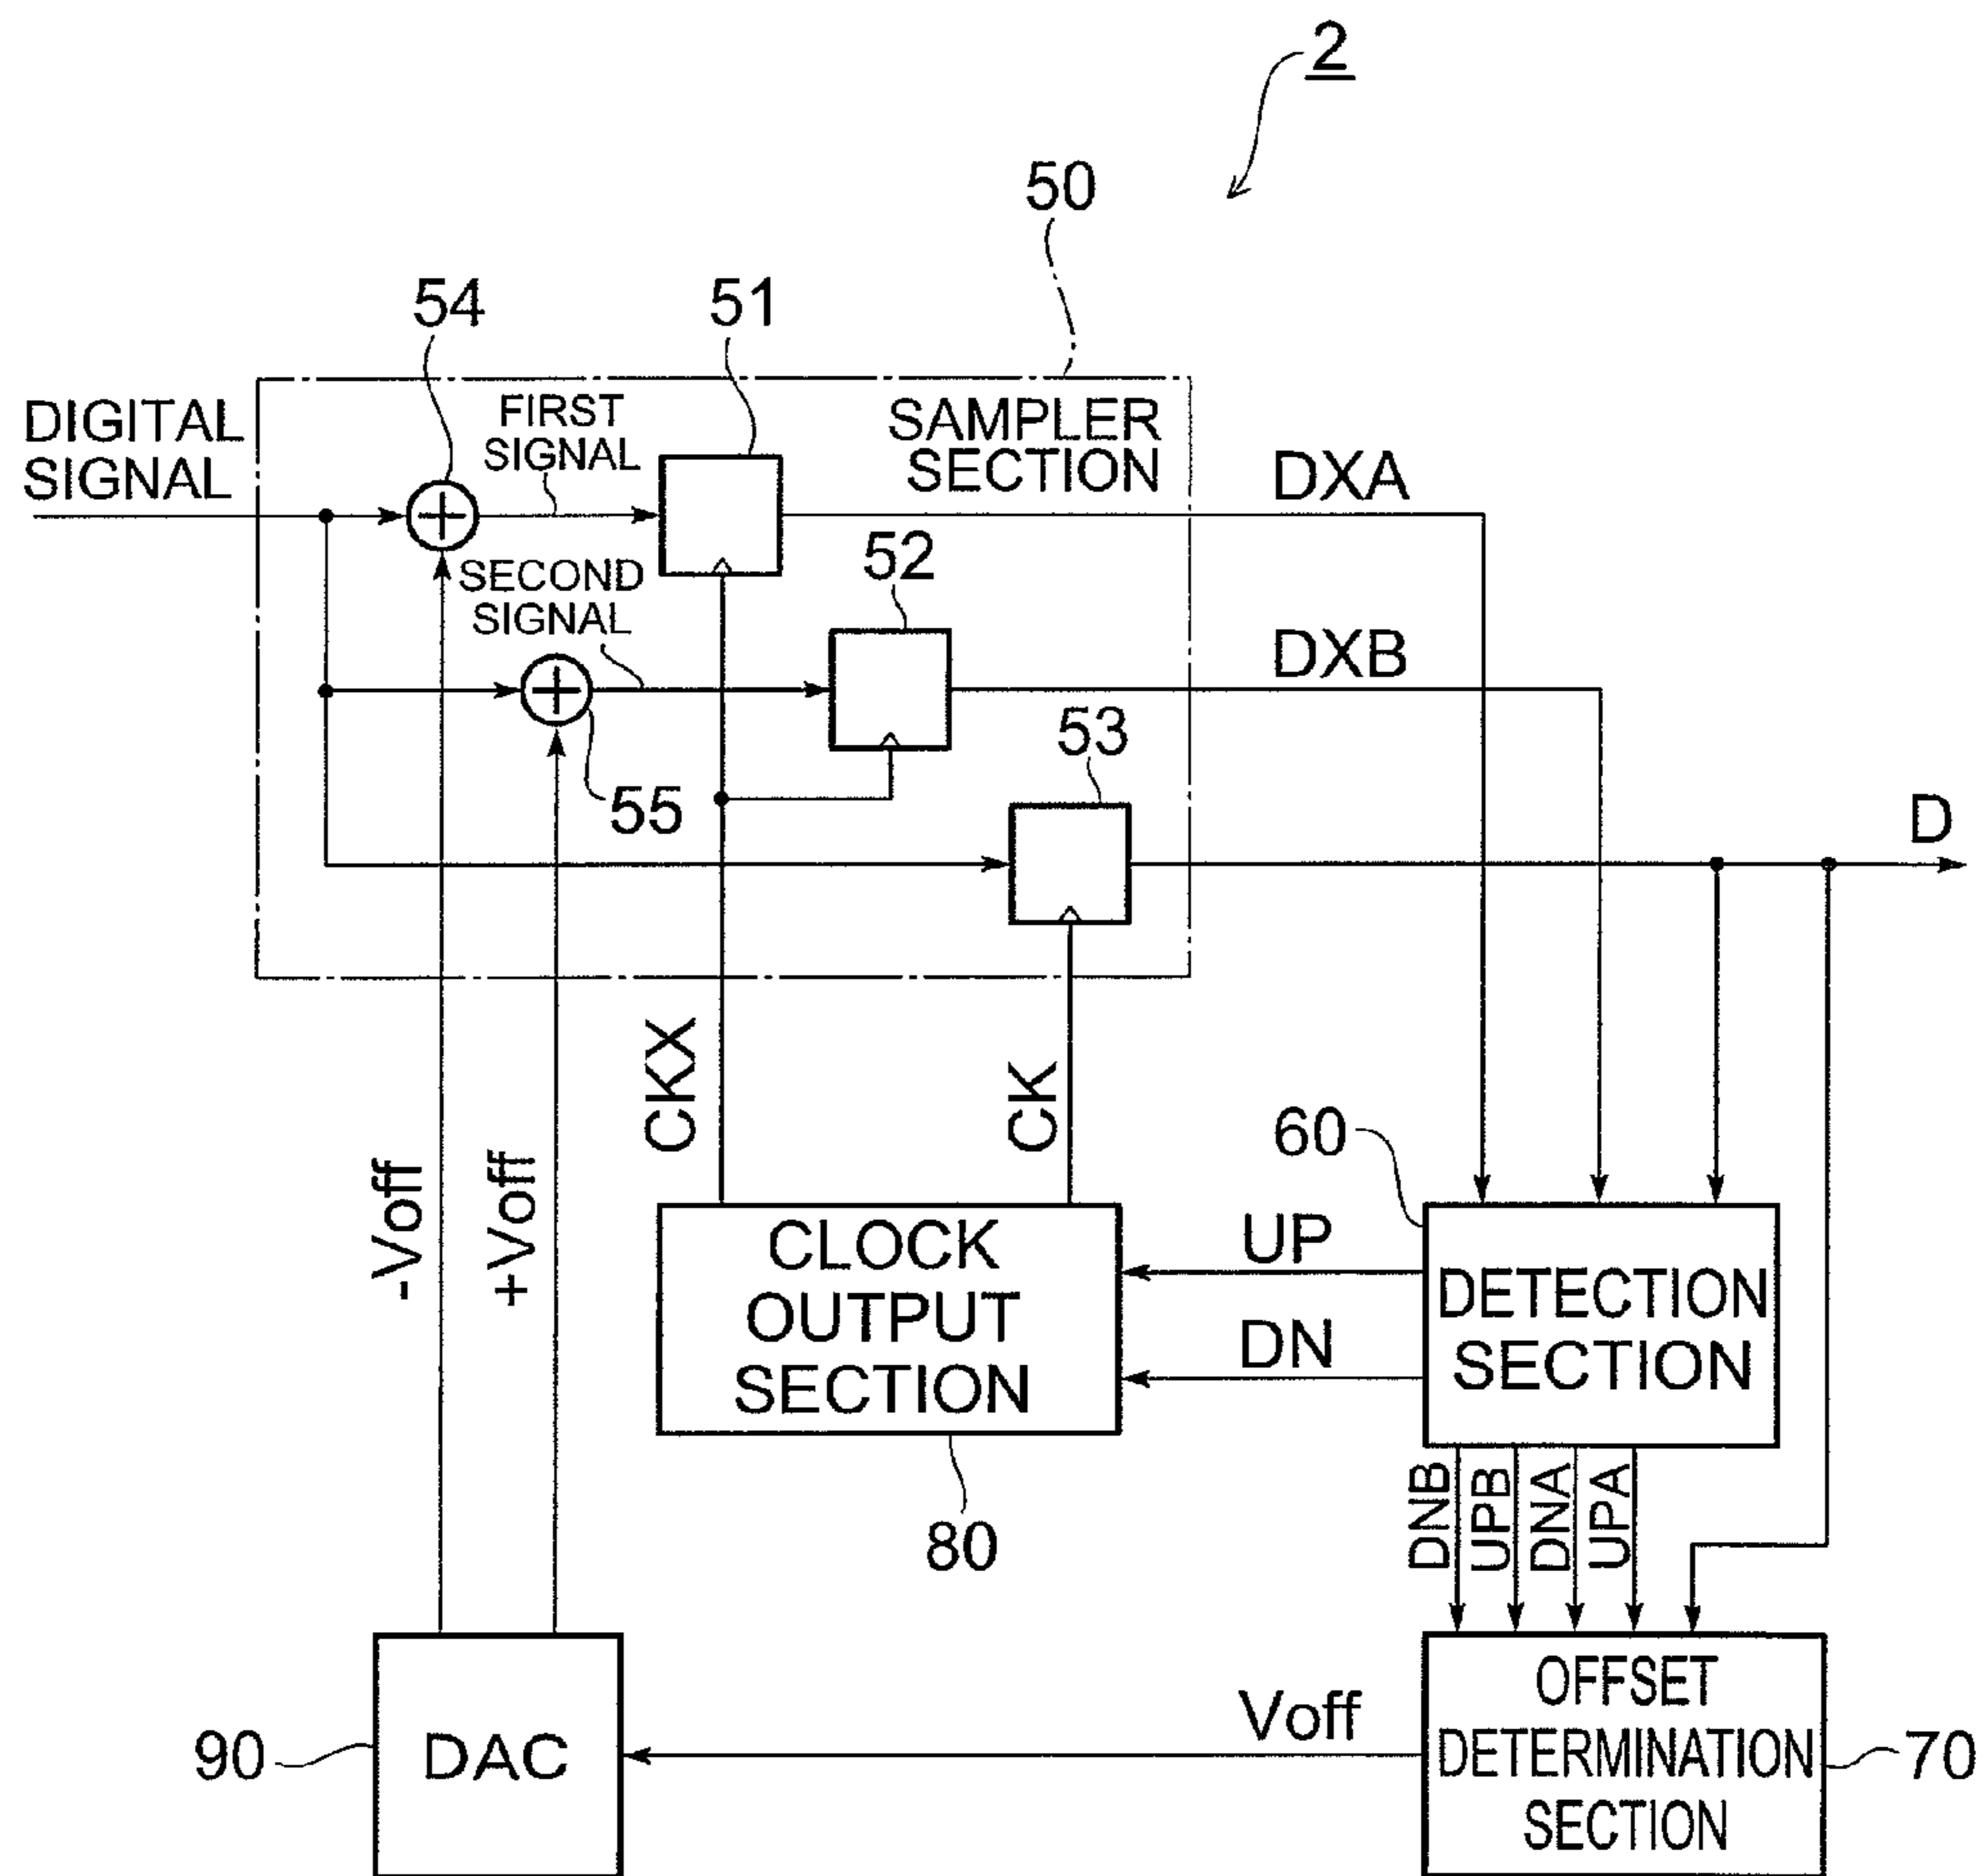 2
50
54
51
DIGITAL
SIGNAL
FIRST
SIGNAL
SAMPLER
SECTION
DXA
52
SECOND
SIGNAL
DXB
53
55
D
CKX
CK
60
-Voff
+Voff
CLOCK
OUTPUT
SECTION
UP
DN
DETECTION
SECTION
80
DNB
UPB
DNA
UPA
90
DAC
Voff
OFFSET
DETERMINATION
SECTION
70